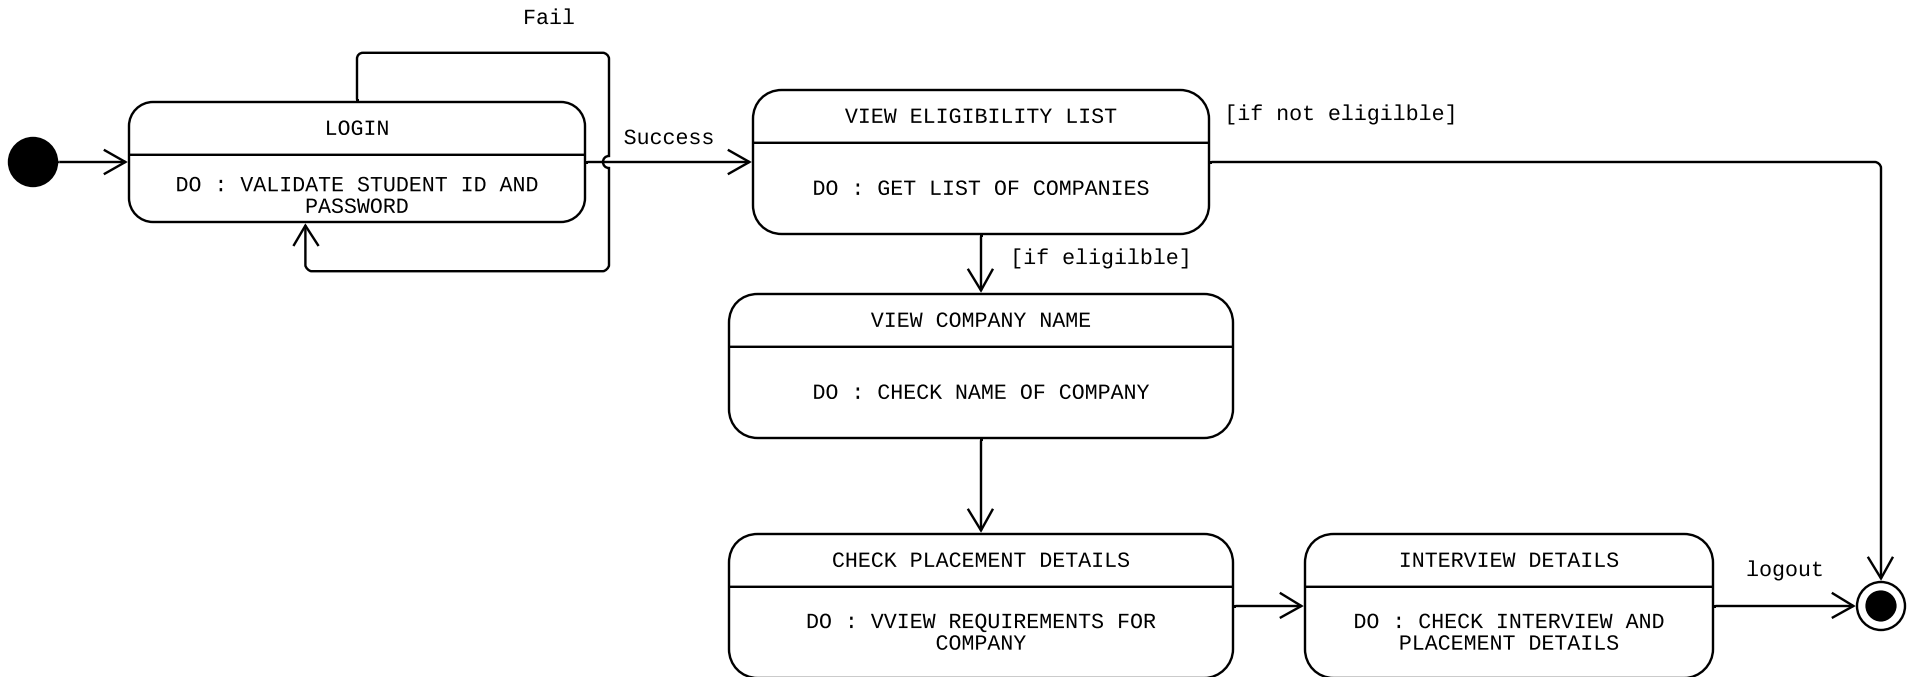 Fail
LOGIN
DO : VALIDATE STUDENT ID AND
PASSWORD
Success
VIEW ELIGIBILITY LIST
DO : GET LIST OF COMPANIES
[if not eligilble]
[if eligilble]
VIEW COMPANY NAME
DO : CHECK NAME OF COMPANY
CHECK PLACEMENT DETAILS
DO : VVIEW REQUIREMENTS FOR
COMPANY
INTERVIEW DETAILS
DO : CHECK INTERVIEW AND
PLACEMENT DETAILS
logout